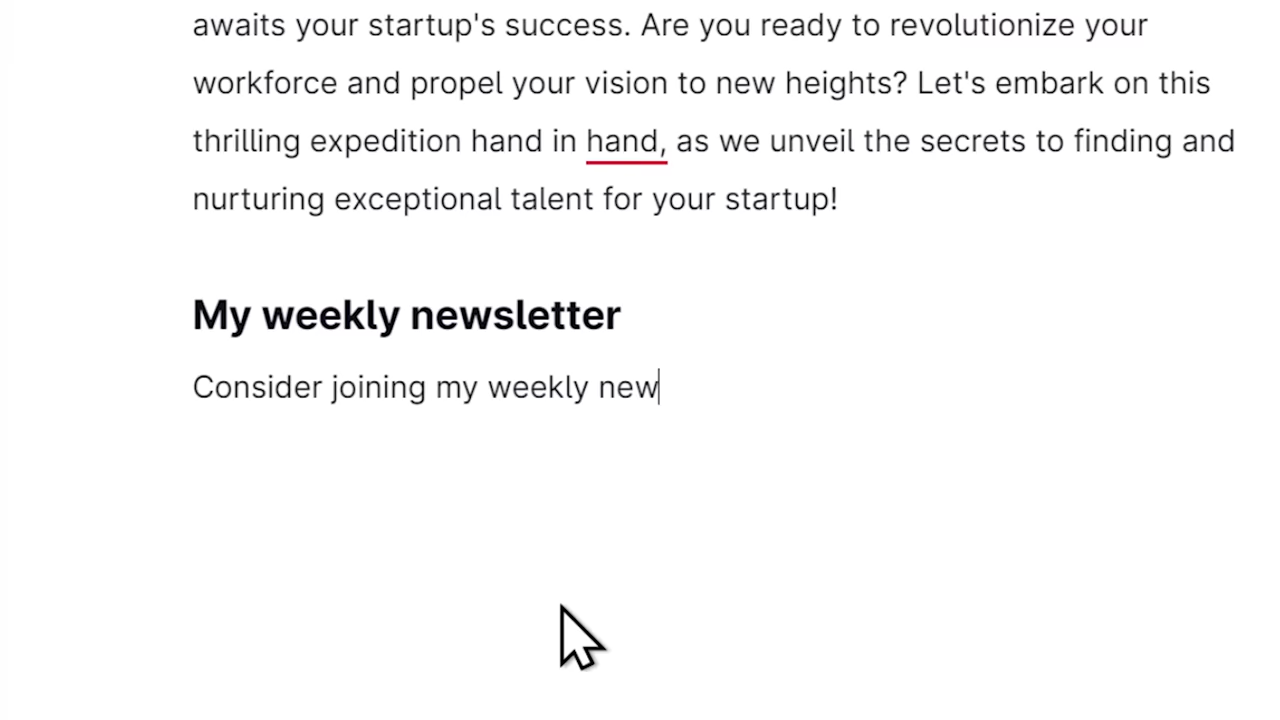 awaits your startup's success. Are you ready to revolutionize your
workforce and propel your vision to new heights? Let's embark on this
thrilling expedition hand in hand, as we unveil the secrets to finding and
nurturing exceptional talent for your startup!
My weekly newsletter
Consider joining my weekly new